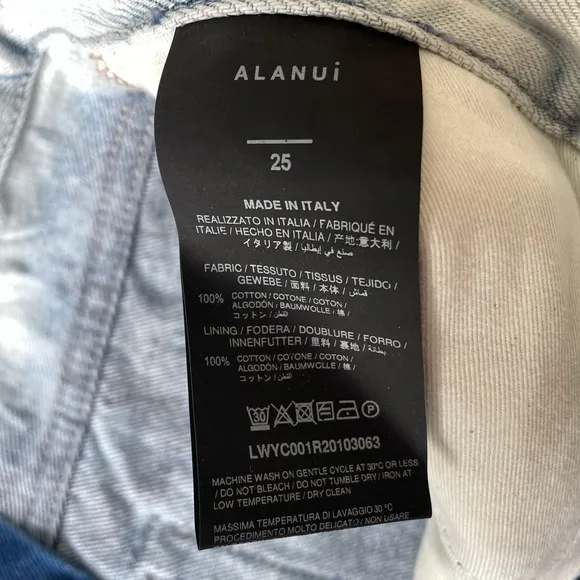 ALANUi
25
MADE IN ITALY
REALIZZATO IN ITALIA / FABRIQUÉ EN
ITALIE / HECHO EN ITALIA / 产地:意大利 /
イタリア製 / صنع في إيطاليا
FABRIC / TESSUTO / TISSUS / TEJIDO /
GEWEBE / 面料 / 本体 / قماش
100% COTTON / COTONE / COTON /
ALGODÓN / BAUMWOLLE / 棉 /
コットン / القطن
LINING / FODERA / DOUBLURE / FORRO /
INNENFUTTER / 里料 / 裏地 / بطانة
100% COTTON / COTONE / COTON /
ALGODÓN / BAUMWOLLE / 棉 /
コットン / القطن
30 P
LWYC001R20103063
MACHINE WASH ON GENTLE CYCLE AT 30°C OR LESS
/ DO NOT BLEACH / DO NOT TUMBLE DRY / IRON AT
LOW TEMPERATURE / DRY CLEAN
MASSIMA TEMPERATURA DI LAVAGGIO 30 °C
PROCEDIMENTO MOLTO DELICATO / NON USARE